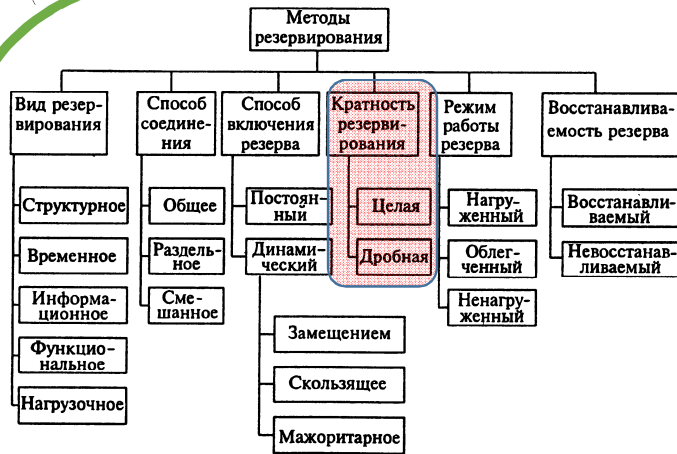 Методы
резервирования
Вид резер-
вирования
Способ
соедине-
ния
Способ
включения
резерва
Кратность
резерви-
рования
Режим
работы
резерва
Восстанавлива-
емость резерва
Структурное
Временное
Информа-
ционное
Функцио-
нальное
Нагрузочное
Общее
Раздель-
ное
Сме-
шанное
Постоян-
ный
Динами-
ческий
Замещением
Скользящее
Мажоритарное
Целая
Дробная
Нагру-
женный
Облег-
ченный
Ненагру-
женный
Восстанавли-
ваемый
Невосстанав-
ливаемый